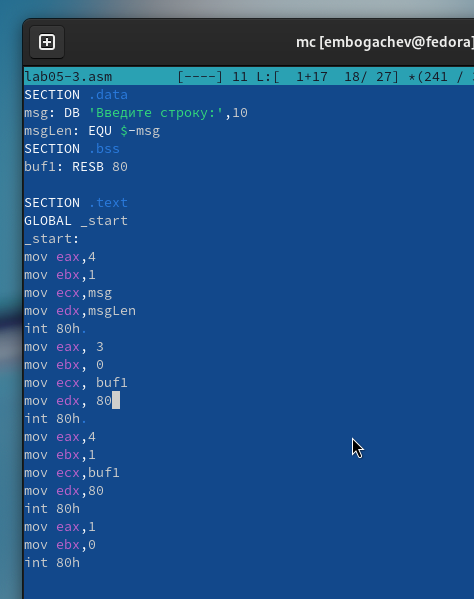 mc [embogachev@fedora]
lab05-3.asm [----] 11 L:[ 1+17 18/ 27] *(241 /
SECTION .data
msg: DB 'Введите строку:',10
msgLen: EQU $-msg
SECTION .bss
buf1: RESB 80
SECTION .text
GLOBAL _start
_start:
mov eax,4
mov ebx,1
mov ecx,msg
mov edx,msgLen
int 80h.
mov eax, 3
mov ebx, 0
mov ecx, buf1
mov edx, 80
int 80h.
mov eax,4
mov ebx,1
mov ecx,buf1
mov edx,80
int 80h
mov eax,1
mov ebx,0
int 80h